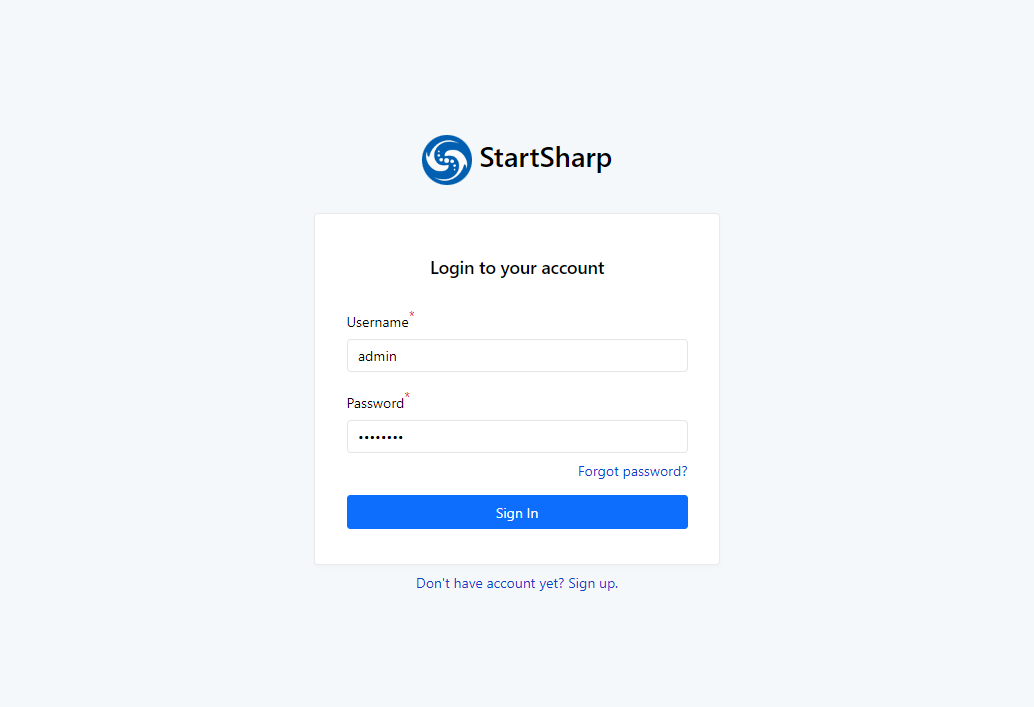 StartSharp
Login to your account
Username*
admin
Password*
••••••••
Forgot password?
Sign In
Don't have account yet? Sign up.